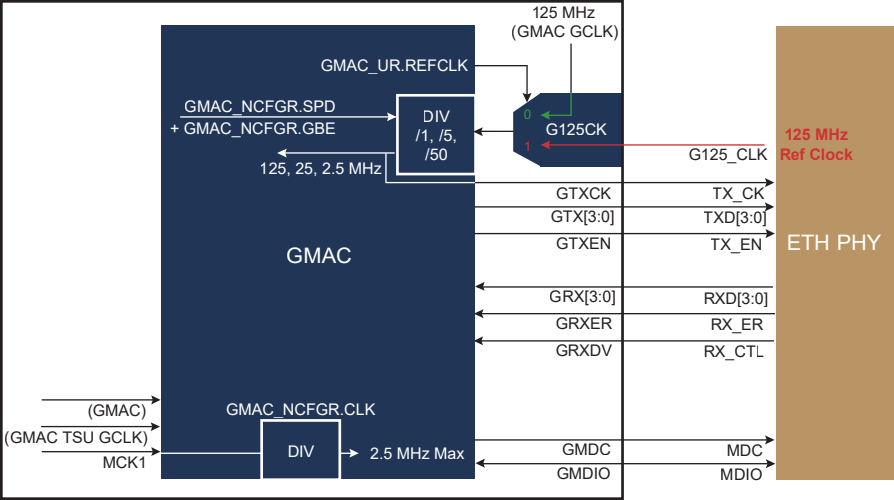 125 MHz
(GMAC GCLK)
GMAC_UR.REFCLK
GMAC_NCFGR.SPD
+ GMAC_NCFGR.GBE
DIV
/1, /5,
/50
0
G125CK
1
125 MHz
Ref Clock
G125_CLK
125, 25, 2.5 MHz
GTXCK
TX_CK
GTX[3:0]
TXD[3:0]
GTXEN
TX_EN
ETH PHY
GMAC
GRX[3:0]
RXD[3:0]
GRXER
RX_ER
GRXDV
RX_CTL
(GMAC)
GMAC_NCFGR.CLK
(GMAC TSU GCLK)
MCK1
DIV
2.5 MHz Max
GMDC
MDC
GMDIO
MDIO